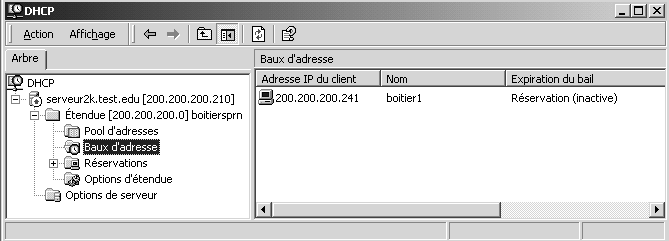 DHCP
Action Affichage
Arbre
DHCP
serveur2k.test.edu [200.200.200.210]
Étendue [200.200.200.0] boitiersprn
Pool d'adresses
Baux d'adresse
Réservations
Options d'étendue
Options de serveur
Baux d'adresse
Adresse IP du client Nom Expiration du bail
200.200.200.241 boitier1 Réservation (inactive)